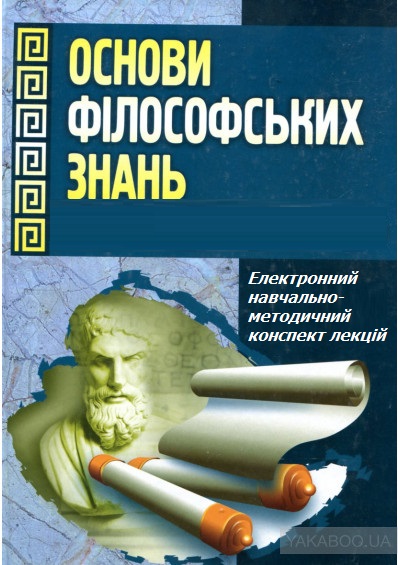 ОСНОВИ
ФІЛОСОФСЬКИХ
ЗНАНЬ
Електронний
навчально-
методичний
конспект лекцій
YAKABOO.UA